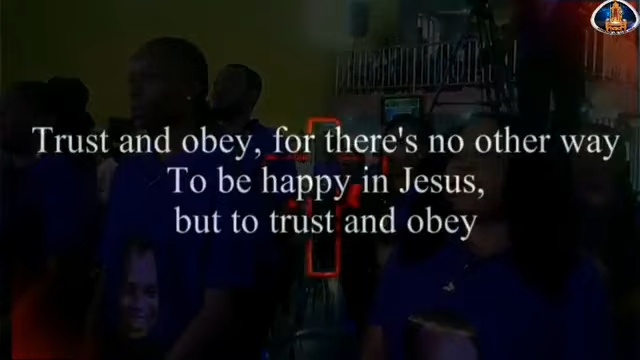 Trust and obey, for there's no other way
To be happy in Jesus,
but to trust and obey